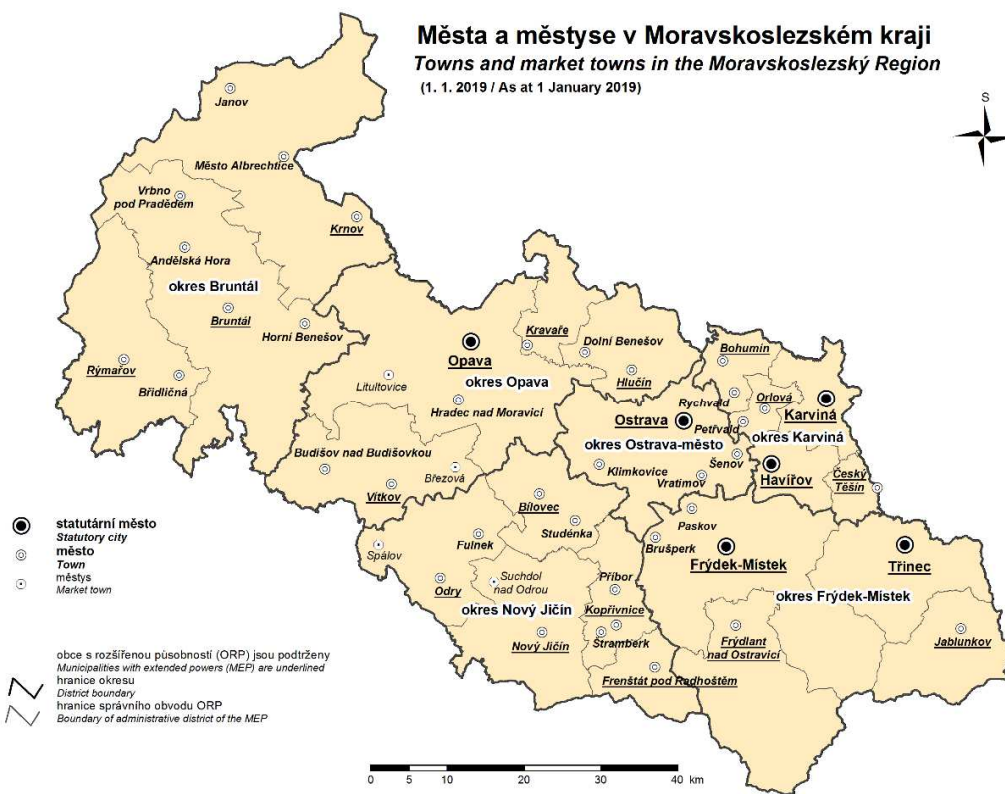 Města a městyse v Moravskoslezském kraji
Towns and market towns in the Moravskoslezský Region
(1. 1. 2019 / As at 1 January 2019)
S
Janov
Město Albrechtice
Vrbno
pod Pradědem
Krnov
Andělská Hora
okres Bruntál
Bruntál
Horní Benešov
Rýmařov
Břidličná
Kravaře
Dolní Benešov
Opava
okres Opava
Hlučín
Litultovice
Hradec nad Moravicí
Bohumín
Rychvald
Orlová
Karviná
Ostrava
Petřvald
okres Karviná
okres Ostrava-město
Budišov nad Budišovkou
Březová
Klimkovice
Šenov
Vratimov
Havířov
Český
Těšín
Vítkov
Bílovec
Studénka
Paskov
Brušperk
Frýdek-Místek
Třinec
Spálov
Fulnek
Suchdol
nad Odrou
Odry
Příbor
okres Nový Jičín
Kopřivnice
okres Frýdek-Místek
Nový Jičín
Štramberk
Frýdlant
nad Ostravicí
Jablunkov
Frenštát pod Radhoštěm
statutární město
Statutory city
město
Town
městys
Market town
obce s rozšířenou působností (ORP) jsou podtrženy
Municipalities with extended powers (MEP) are underlined
hranice okresu
District boundary
hranice správního obvodu ORP
Boundary of administrative district of the MEP
0 5 10 20 30 40 km